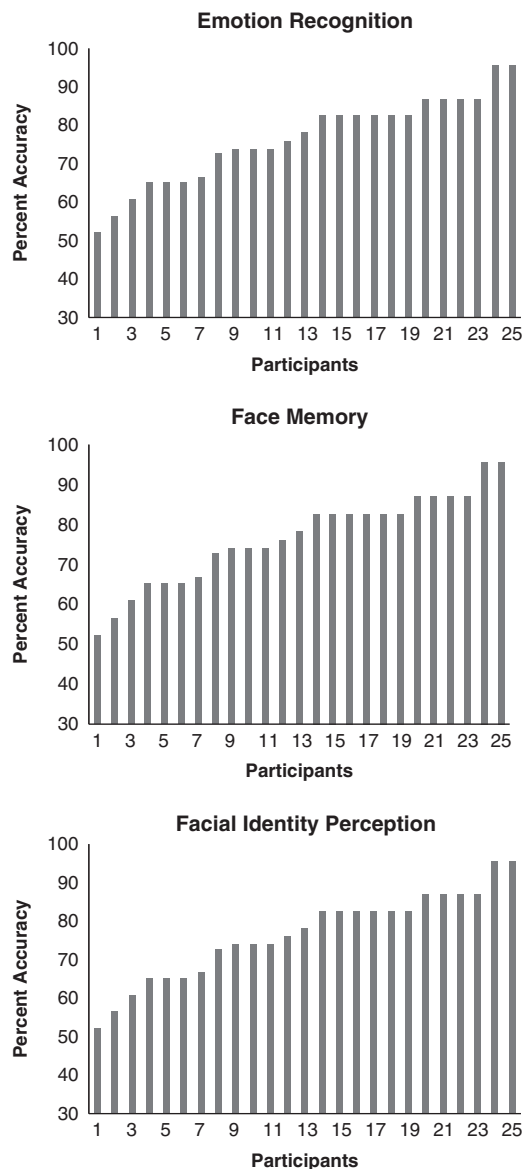 Emotion Recognition
100
90
80
70
60
50
40
30
Percent Accuracy
1 3 5 7 9 11 13 15 17 19 21 23 25
Participants
Face Memory
100
90
80
70
60
50
40
30
Percent Accuracy
1 3 5 7 9 11 13 15 17 19 21 23 25
Participants
Facial Identity Perception
100
90
80
70
60
50
40
30
Percent Accuracy
1 3 5 7 9 11 13 15 17 19 21 23 25
Participants